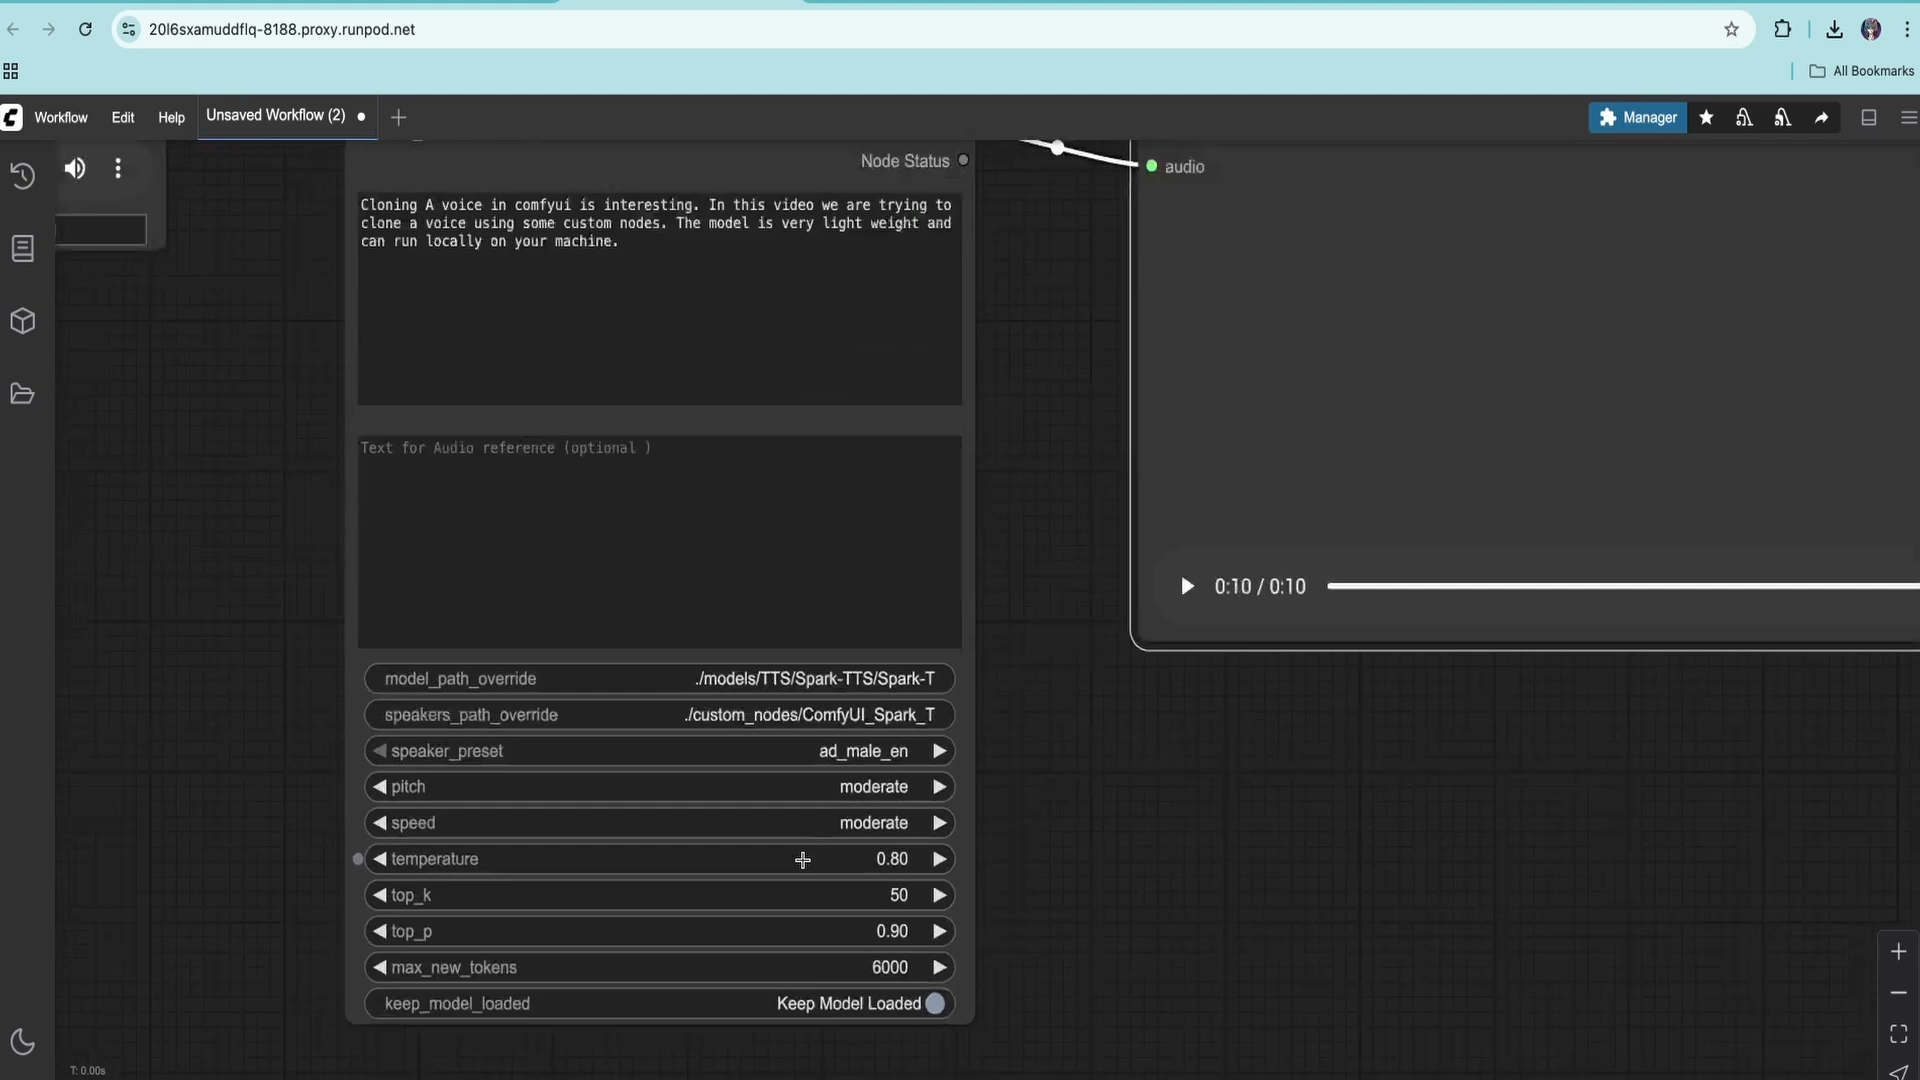 20l6sxamuddflq-8188.proxy.runpod.net
All Bookmarks
Workflow Edit Help Unsaved Workflow (2)
Manager
Node Status
audio
Cloning A voice in comfyui is interesting. In this video we are trying to
clone a voice using some custom nodes. The model is very light weight and
can run locally on your machine.
Text for Audio reference (optional )
0:10 / 0:10
model_path_override ./models/TTS/Spark-TTS/Spark-T
speakers_path_override ./custom_nodes/ComfyUI_Spark_T
speaker_preset ad_male_en
pitch moderate
speed moderate
temperature 0.80
top_k 50
top_p 0.90
max_new_tokens 6000
keep_model_loaded Keep Model Loaded
T: 0.00s